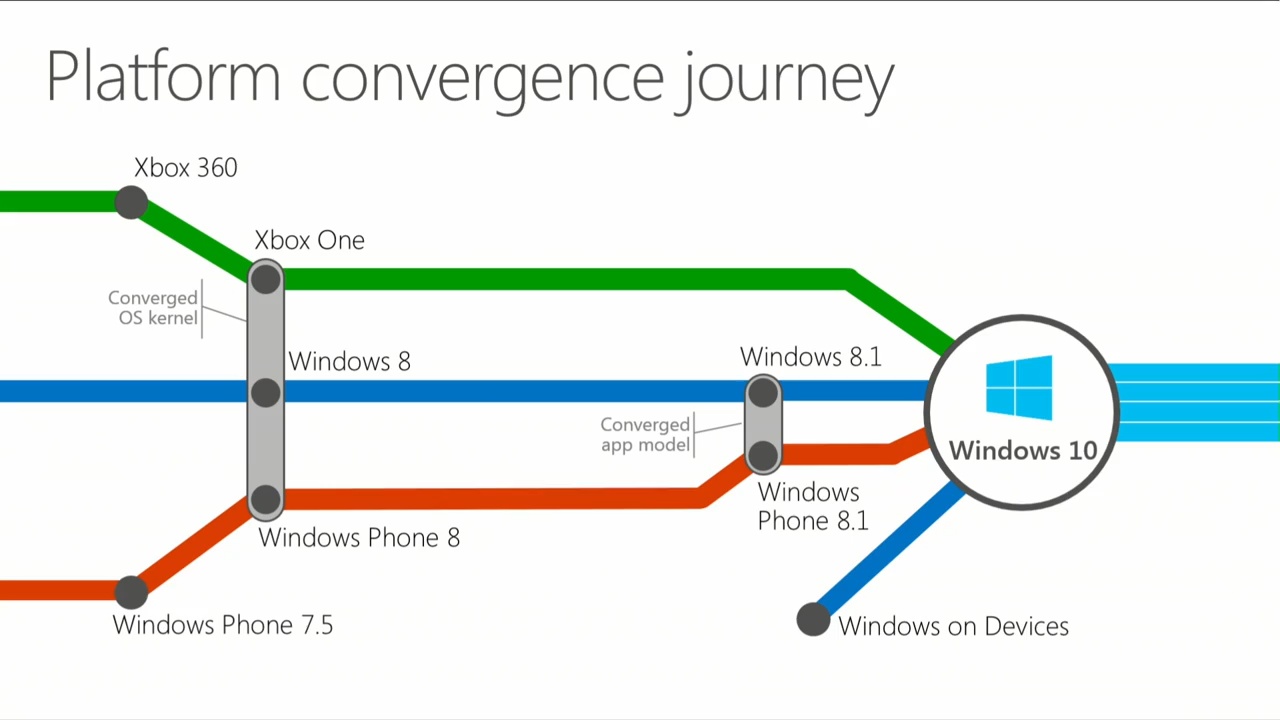 Platform convergence journey
Xbox 360
Xbox One
Converged
OS kernel
Windows 8
Windows 8.1
Converged
app model
Windows 10
Windows
Phone 8.1
Windows Phone 8
Windows Phone 7.5
Windows on Devices